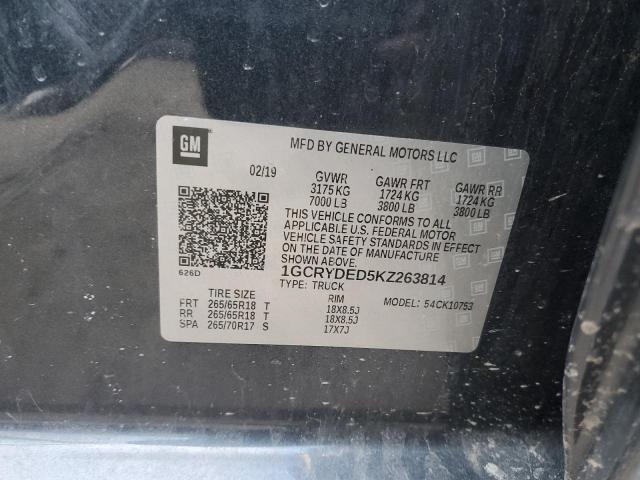 GM
MFD BY GENERAL MOTORS LLC
02/19
GVWR GAWR FRT GAWR RR
3175 KG 1724 KG 1724 KG
7000 LB 3800 LB 3800 LB
THIS VEHICLE CONFORMS TO ALL
APPLICABLE U.S. FEDERAL MOTOR
VEHICLE SAFETY STANDARDS IN EFFECT
ON THE DATE OF MANUFACTURE
SHOWN ABOVE.
626D
1GCRYDED5KZ263814
TYPE: TRUCK
MODEL: 54CK10753
TIRE SIZE RIM
FRT 265/65R18 T 18X8.5J
RR 265/65R18 T 18X8.5J
SPA 265/70R17 S 17X7J